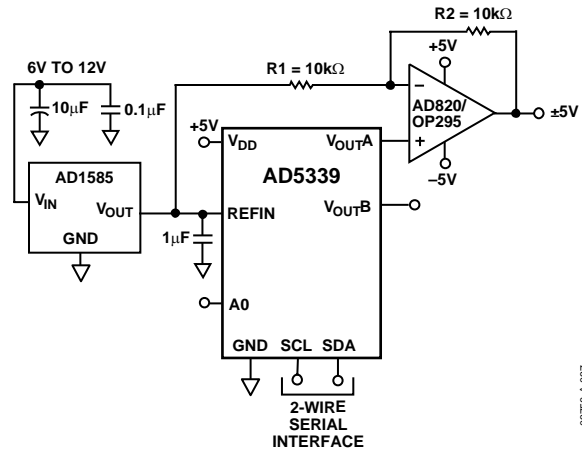 R2 = 10kΩ
6V TO 12V
R1 = 10kΩ
+5V
10μF
0.1μF
+5V
–
AD820/
OP295
±5V
+
–5V
AD1585
VIN
VOUT
GND
1μF
VDD
VOUTA
AD5339
REFIN
VOUTB
A0
GND
SCL
SDA
2-WIRE
SERIAL
INTERFACE